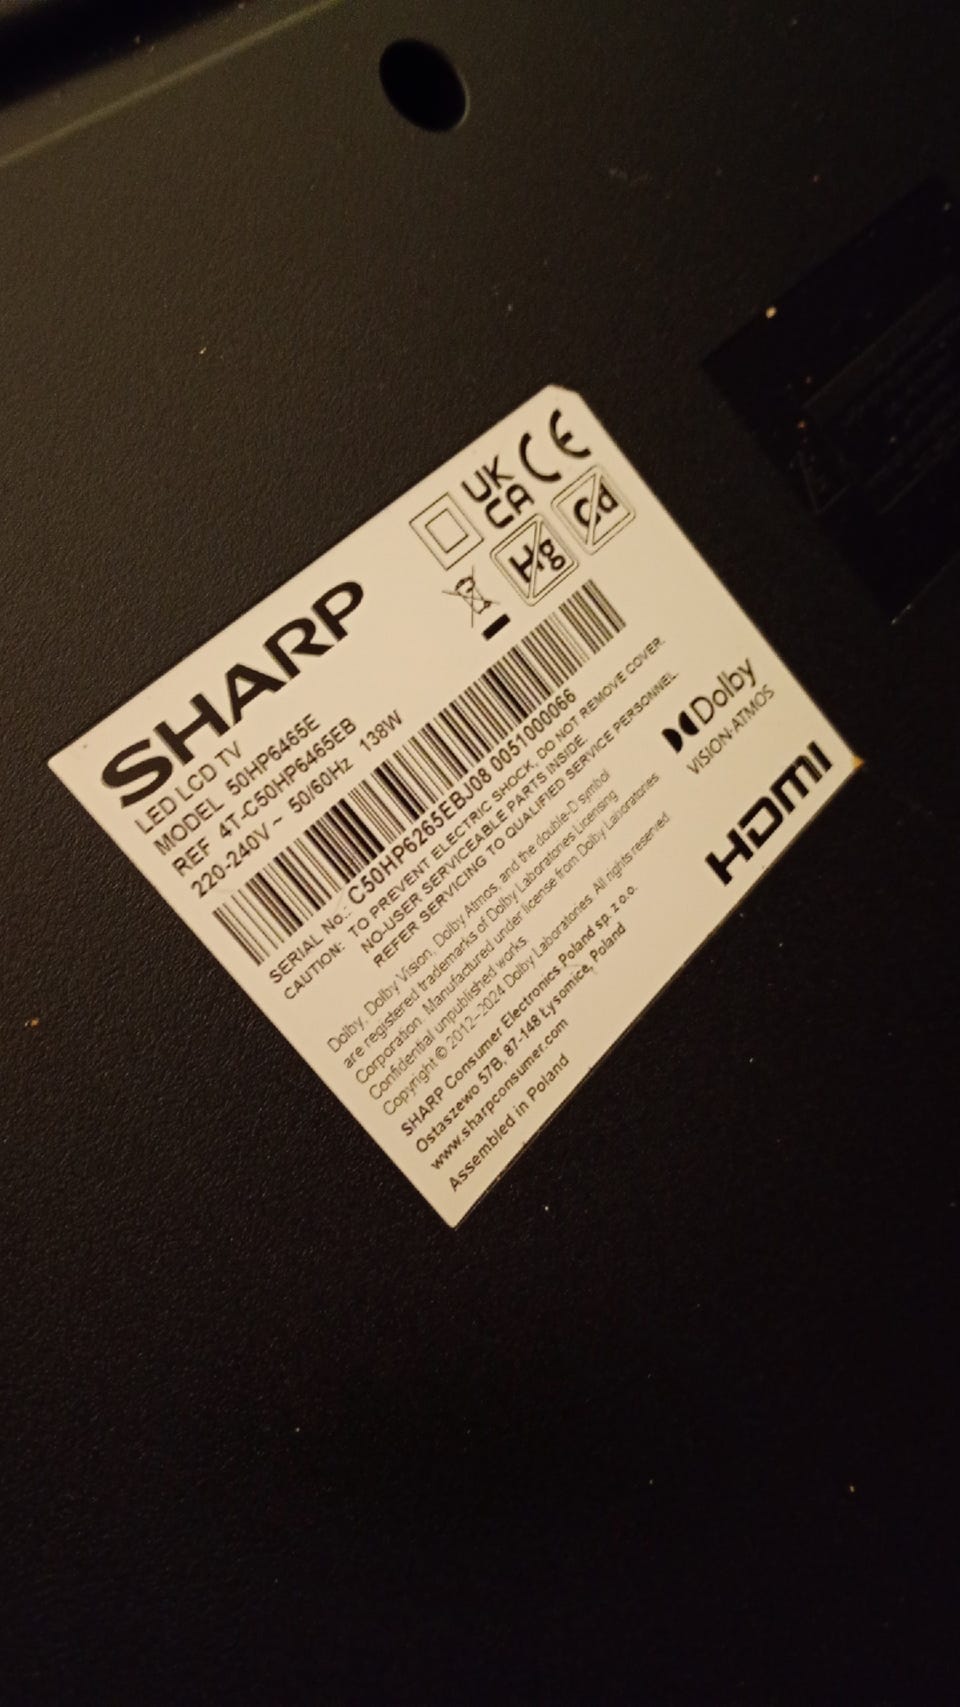 SHARP
LED LCD TV
MODEL 50HP6465E
REF 4T-C50HP6465EB
220-240V ~ 50/60Hz 138W
UK
CA
CE
Hg
Cd
SERIAL No.: C50HP6265EBJ08 0051000066
CAUTION: TO PREVENT ELECTRIC SHOCK, DO NOT REMOVE COVER.
NO-USER SERVICEABLE PARTS INSIDE.
REFER SERVICING TO QUALIFIED SERVICE PERSONNEL
Dolby, Dolby Vision, Dolby Atmos, and the double-D symbol
are registered trademarks of Dolby Laboratories Licensing
Corporation. Manufactured under license from Dolby Laboratories.
Confidential unpublished works.
Copyright © 2012–2024 Dolby Laboratories. All rights reserved.
SHARP Consumer Electronics Poland sp. z o.o.
Ostaszewo 57B, 87-148 Łysomice, Poland
www.sharpconsumer.com
Assembled in Poland
Dolby
VISION·ATMOS
HDMI